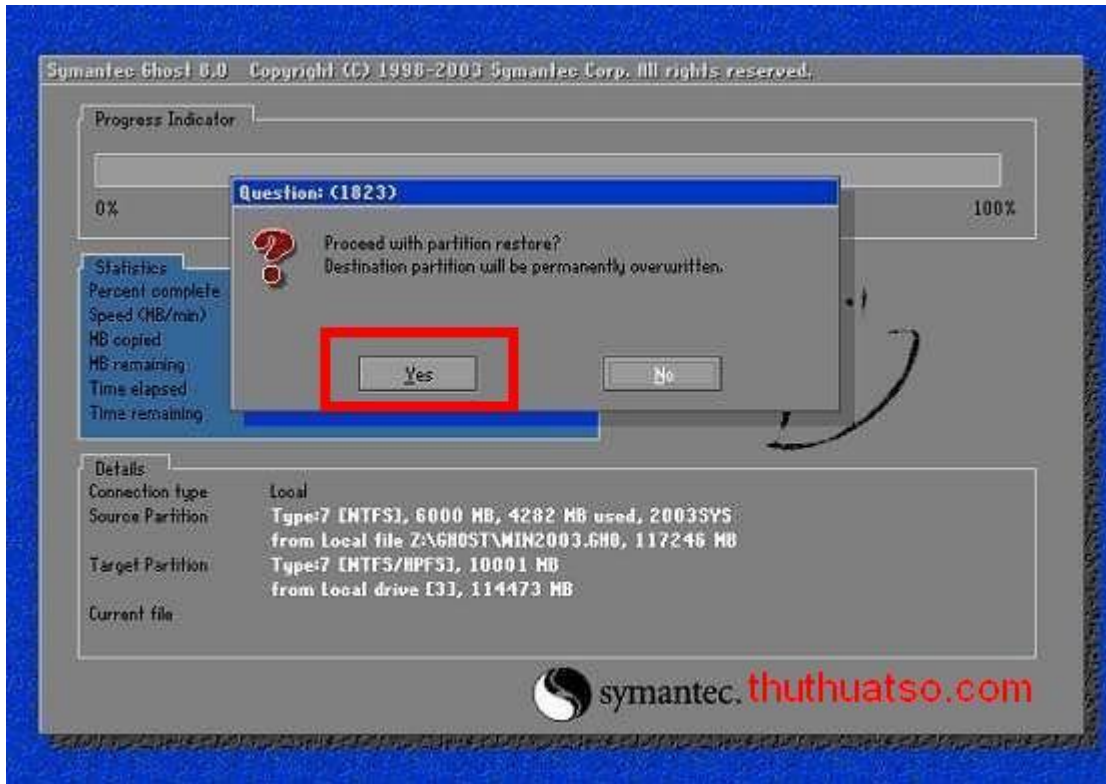 Symantec Ghost 8.0 Copyright (C) 1998-2003 Symantec Corp. All rights reserved.
Progress Indicator
0%
100%
Question: (1823)
Proceed with partition restore?
Destination partition will be permanently overwritten.
Yes
No
Statistics
Percent complete
Speed (MB/min)
MB copied
MB remaining
Time elapsed
Time remaining
Details
Connection type Local
Source Partition Type:7 [NTFS], 6000 MB, 4282 MB used, 2003SYS
from Local file Z:\GHOST\WIN2003.GHO, 117246 MB
Target Partition Type:7 [NTFS/HPFS], 10001 MB
from Local drive [3], 114473 MB
Current file
symantec. thuthuatso.com